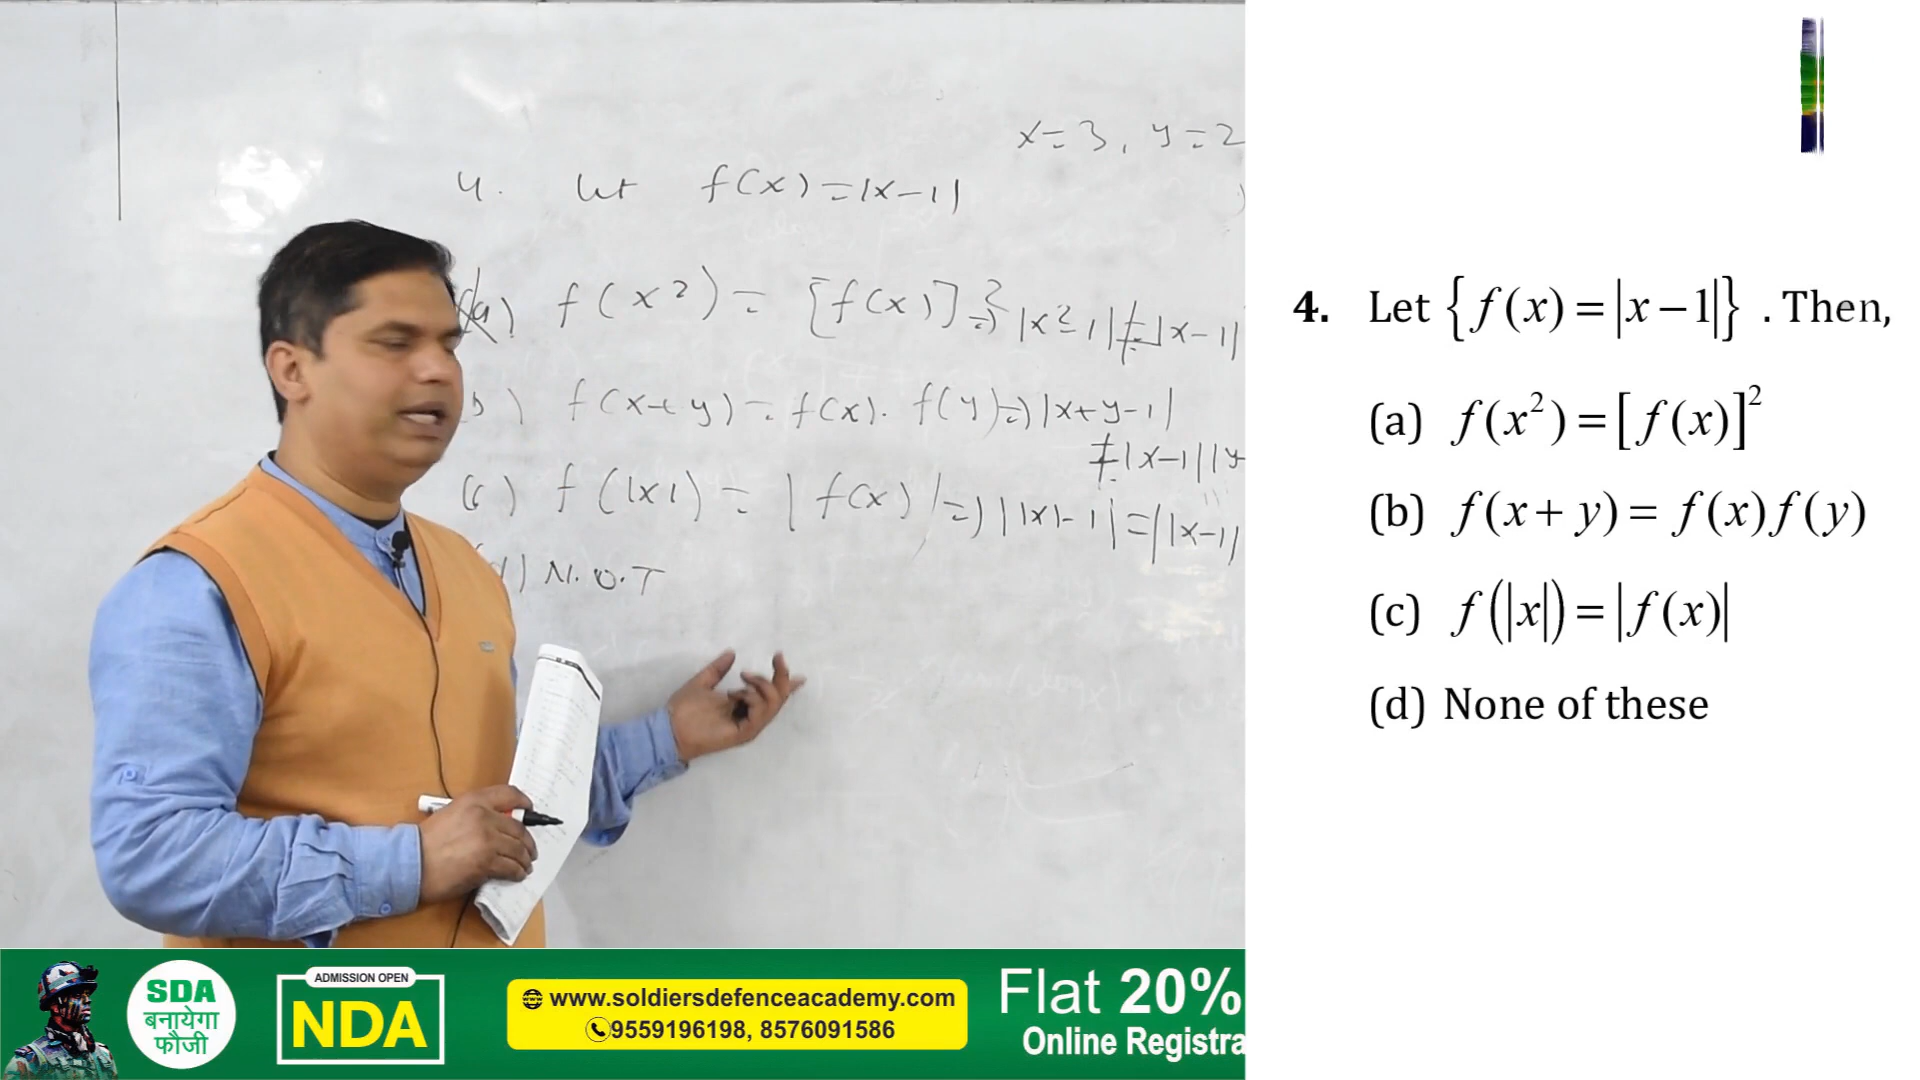 x=3, y=2
4. Let f(x)=|x-1|
(a) f(x²) = [f(x)]² ⇒ |x²-1| ≠ |x-1|
b) f(x+y) = f(x). f(y) ⇒ |x+y-1|
≠ |x-1||y-
(c) f(|x|) = |f(x)| ⇒ ||x|-1| = ||x-1|
(d) N.O.T
4. Let {f(x) = |x-1|} . Then,
(a) f(x²) = [f(x)]²
(b) f(x+y) = f(x)f(y)
(c) f(|x|) = |f(x)|
(d) None of these
SDA
बनायेगा
फौजी
ADMISSION OPEN
NDA
www.soldiersdefenceacademy.com
9559196198, 8576091586
Flat 20%
Online Registra